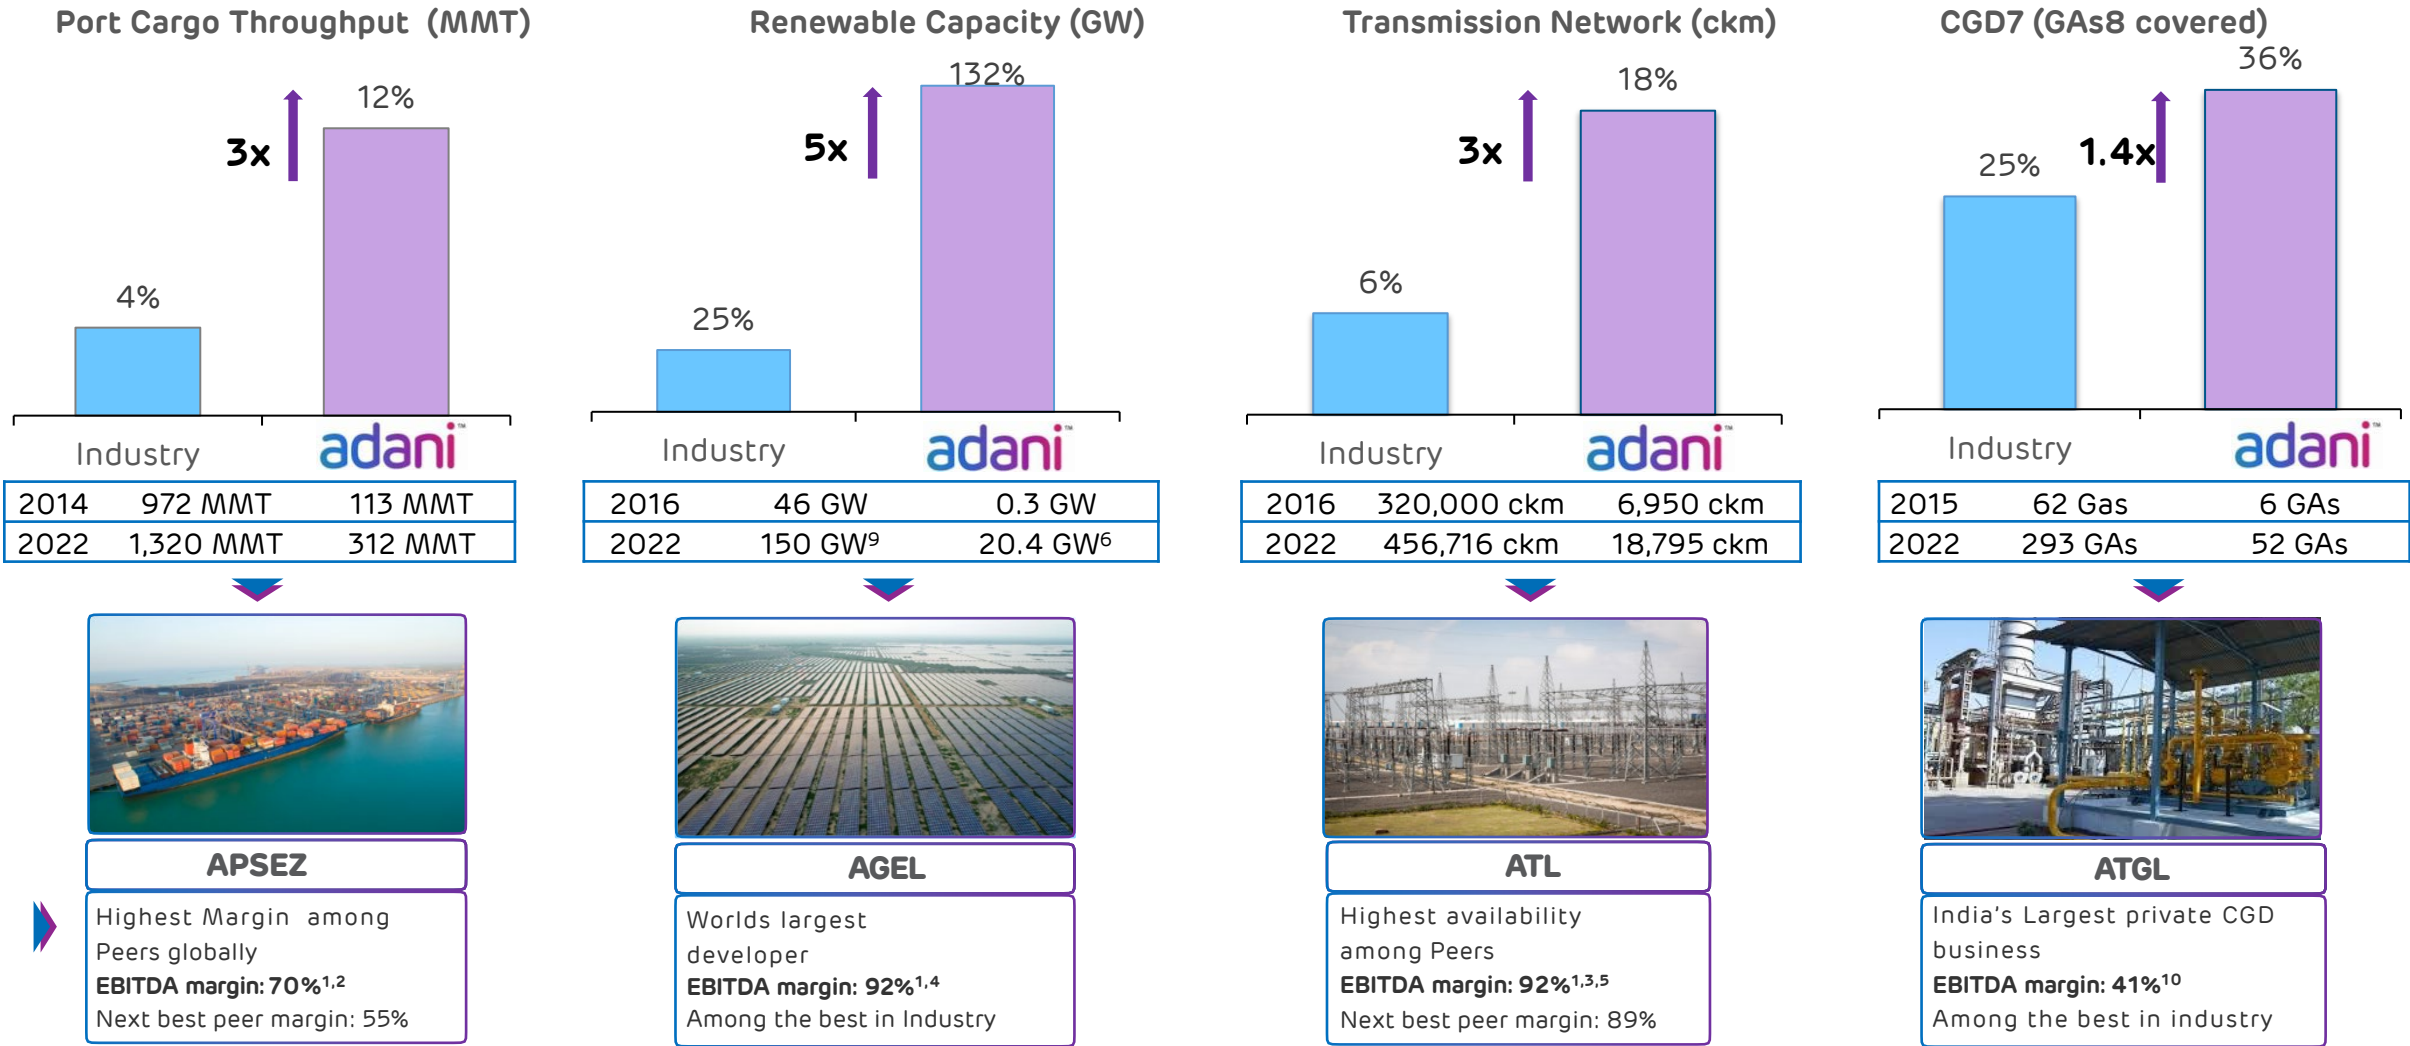 Port Cargo Throughput (MMT)
12%
3x
4%
Industry
adani™
2014 972 MMT 113 MMT
2022 1,320 MMT 312 MMT
APSEZ
Highest Margin among
Peers globally
EBITDA margin: 70%1,2
Next best peer margin: 55%
Renewable Capacity (GW)
132%
5x
25%
Industry
adani™
2016 46 GW 0.3 GW
2022 150 GW9 20.4 GW6
AGEL
Worlds largest
developer
EBITDA margin: 92%1,4
Among the best in Industry
Transmission Network (ckm)
18%
3x
6%
Industry
adani™
2016 320,000 ckm 6,950 ckm
2022 456,716 ckm 18,795 ckm
ATL
Highest availability
among Peers
EBITDA margin: 92%1,3,5
Next best peer margin: 89%
CGD7 (GAs8 covered)
36%
1.4x
25%
Industry
adani™
2015 62 Gas 6 GAs
2022 293 GAs 52 GAs
ATGL
India's Largest private CGD
business
EBITDA margin: 41%10
Among the best in industry